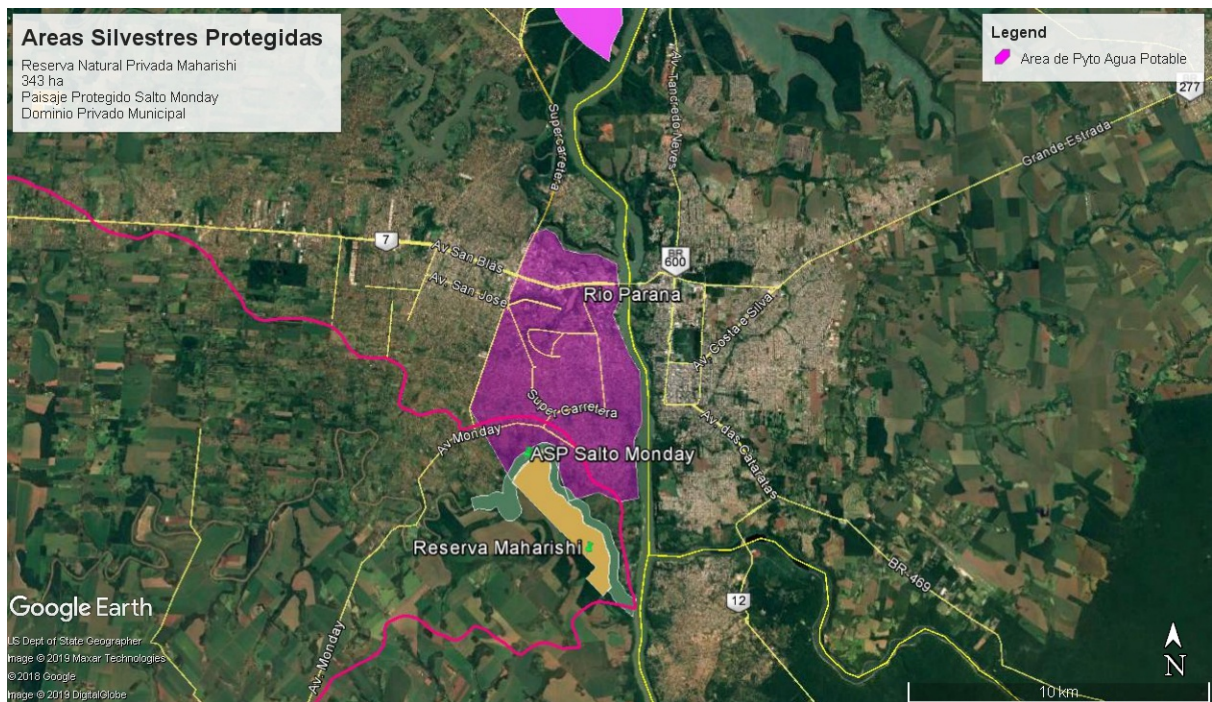 Areas Silvestres Protegidas
Reserva Natural Privada Maharishi
343 ha
Paisaje Protegido Salto Monday
Dominio Privado Municipal
Legend
Area de Pyto Agua Potable
BR
277
Av. Tancredo Neves
Supercarretera
Grande-Estrada
7
Av San Blás
BR
600
Av. San José
Rio Parana
Av. Costa e Silva
Super Carretera
Av Monday
Av. das Cataratas
ASP Salto Monday
Reserva Maharishi
BR-469
12
Av. Monday
Google Earth
US Dept of State Geographer
Image © 2019 Maxar Technologies
© 2018 Google
Image © 2019 DigitalGlobe
N
10 km